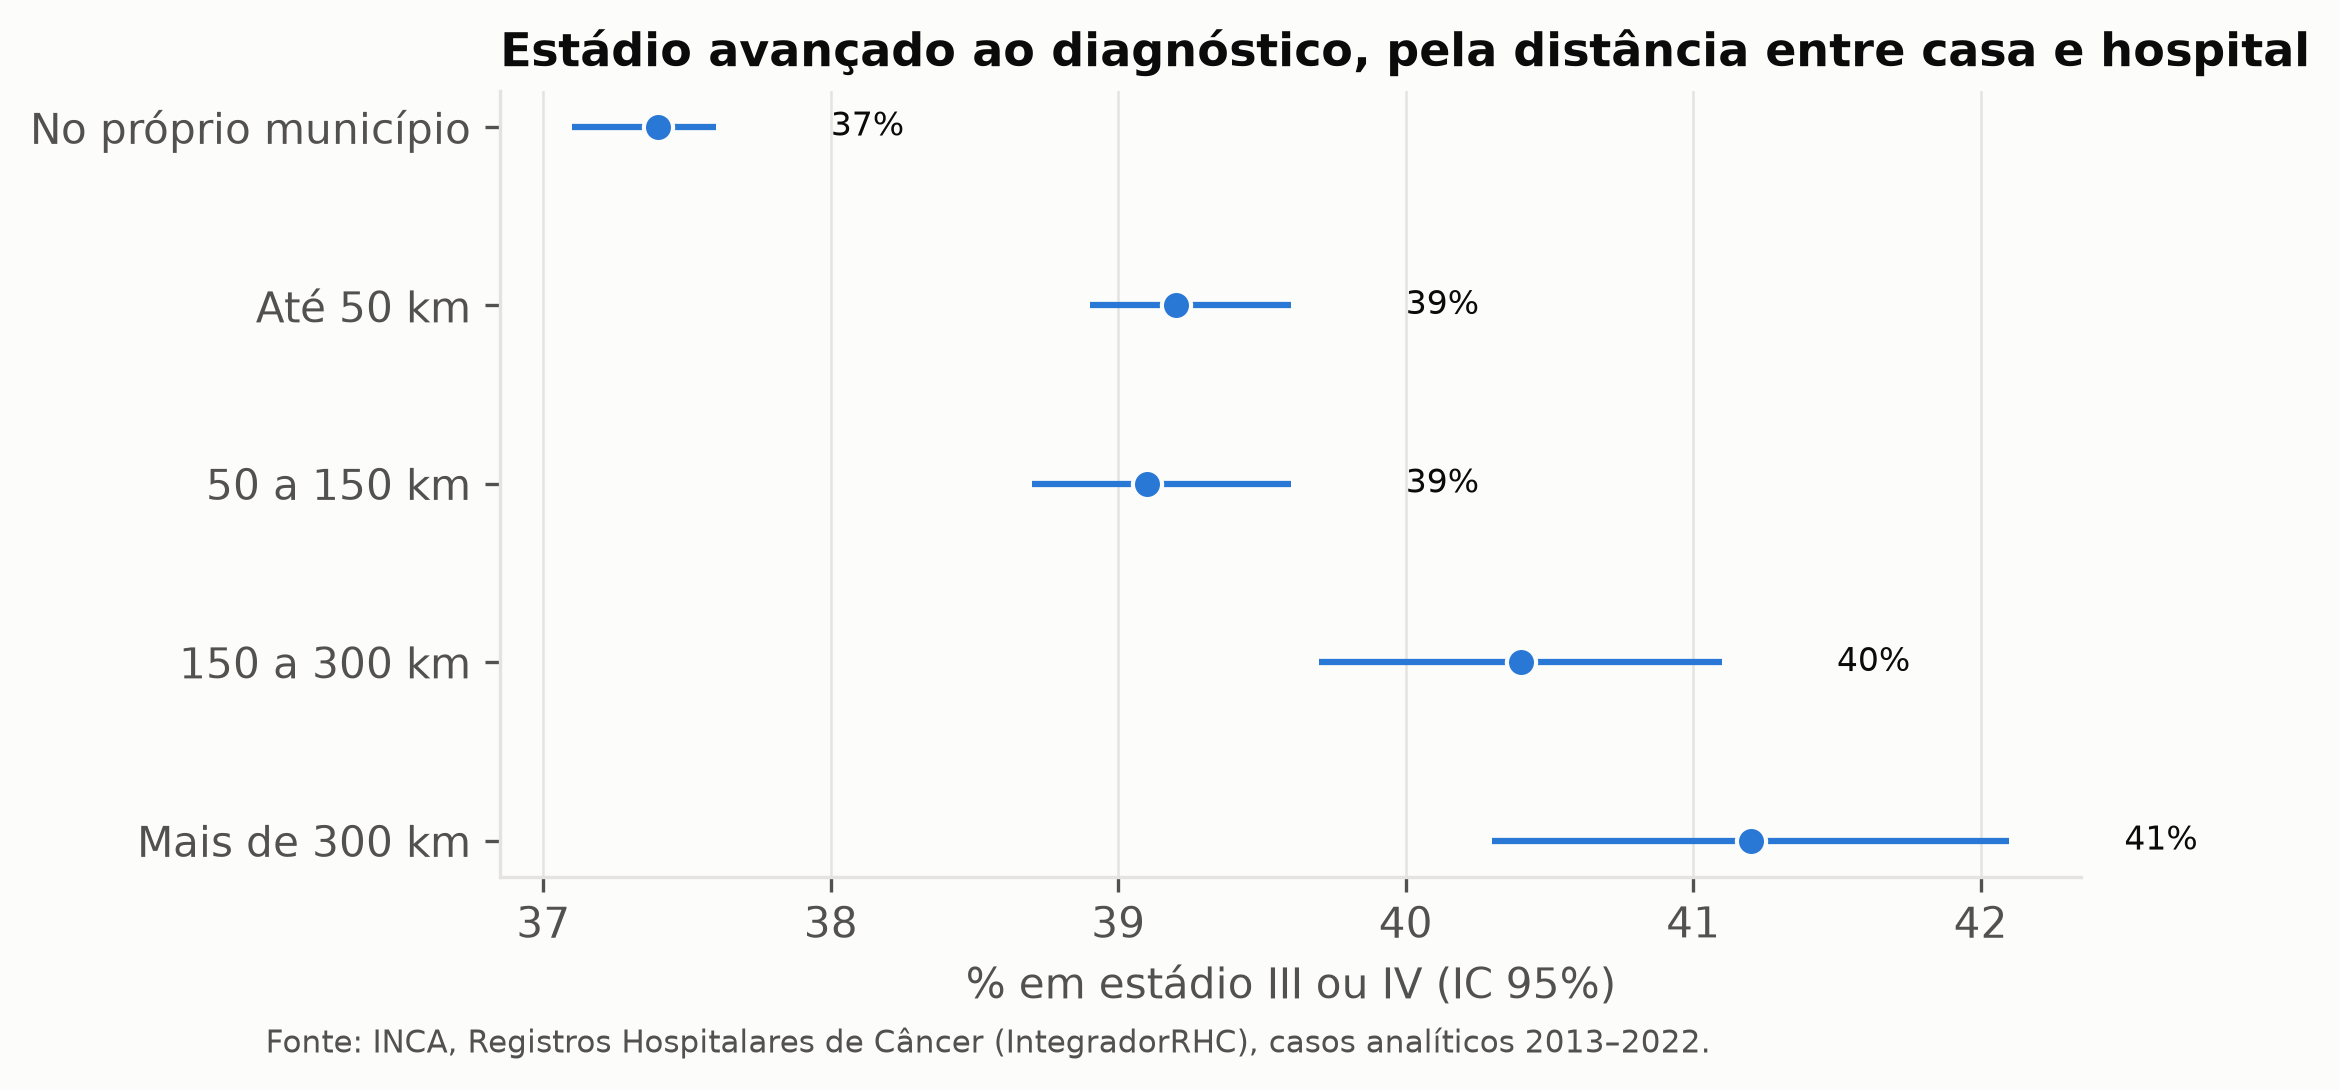 Estádio avançado ao diagnóstico, pela distância entre casa e hospital
No próprio município
37%
Até 50 km
39%
50 a 150 km
39%
150 a 300 km
40%
Mais de 300 km
41%
37 38 39 40 41 42
% em estádio III ou IV (IC 95%)
Fonte: INCA, Registros Hospitalares de Câncer (IntegradorRHC), casos analíticos 2013–2022.